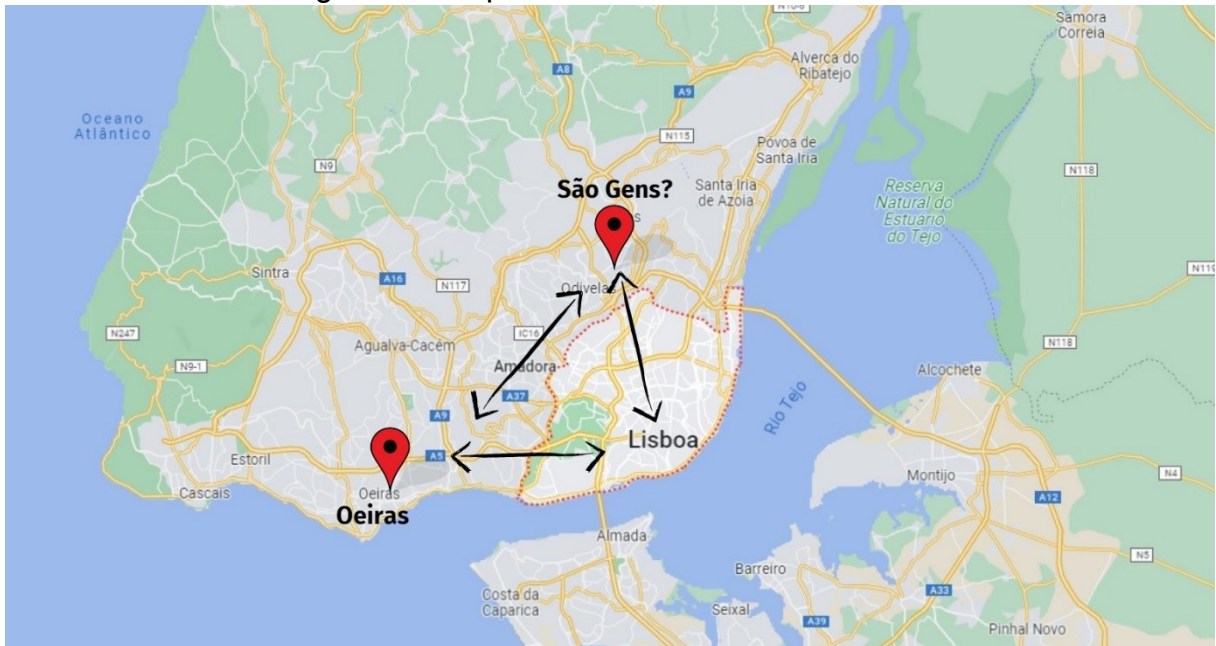 N10-6
Samora
Correia
Alverca do
Ribatejo
A8
A9
Oceano
Atlântico
N115
Póvoa de
Santa Iria
N9
N118
São Gens?
Santa Iria
de Azoia
Reserva
Natural do
Estuario
do Tejo
N119
Sintra
A16
N117
Odivelas
N247
IC16
Agualva-Cacém
N118
Amadora
N9-1
Alcochete
A37
Rio Tejo
A9
Lisboa
Estoril
A5
Montijo
N4
Cascais
Oeiras
A12
Oeiras
Almada
N5
Barreiro
Costa da
Caparica
A33
Seixal
A39
Pinhal Novo